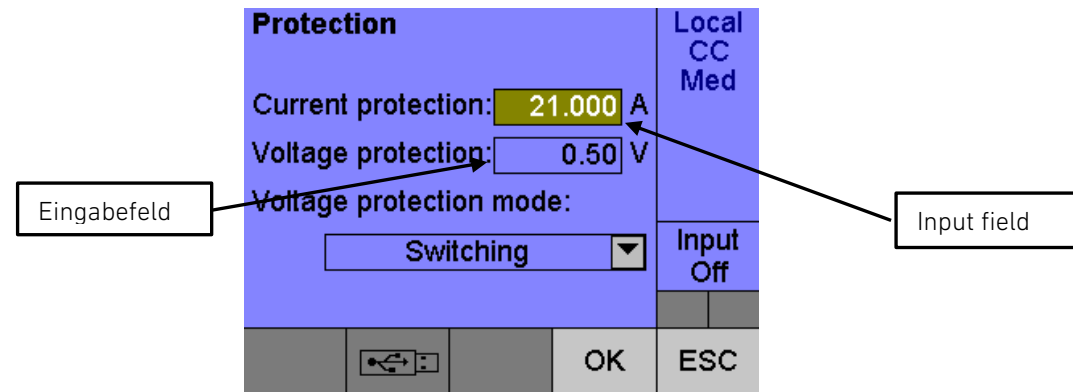 Protection
Local
CC
Med
Current protection: 21.000 A
Voltage protection: 0.50 V
Eingabefeld
Voltage protection mode:
Input field
Switching
Input
Off
OK
ESC